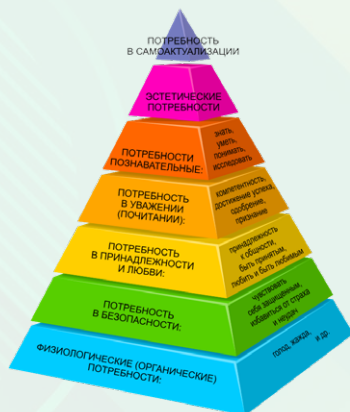 ПОТРЕБНОСТЬ
В САМОАКТУАЛИЗАЦИИ
ЭСТЕТИЧЕСКИЕ
ПОТРЕБНОСТИ
ПОТРЕБНОСТИ
ПОЗНАВАТЕЛЬНЫЕ:
знать,
уметь,
понимать,
исследовать
ПОТРЕБНОСТЬ
В УВАЖЕНИИ
(ПОЧИТАНИИ):
компетентность,
достижение успеха,
одобрение,
признание
ПОТРЕБНОСТЬ
В ПРИНАДЛЕЖНОСТИ
И ЛЮБВИ:
принадлежность
к общности,
быть принятым,
любить и быть любимым
ПОТРЕБНОСТЬ
В БЕЗОПАСНОСТИ:
чувствовать
себя защищенным,
избавиться от страха
и неудач
ФИЗИОЛОГИЧЕСКИЕ (ОРГАНИЧЕСКИЕ)
ПОТРЕБНОСТИ:
голод, жажда,
и др.